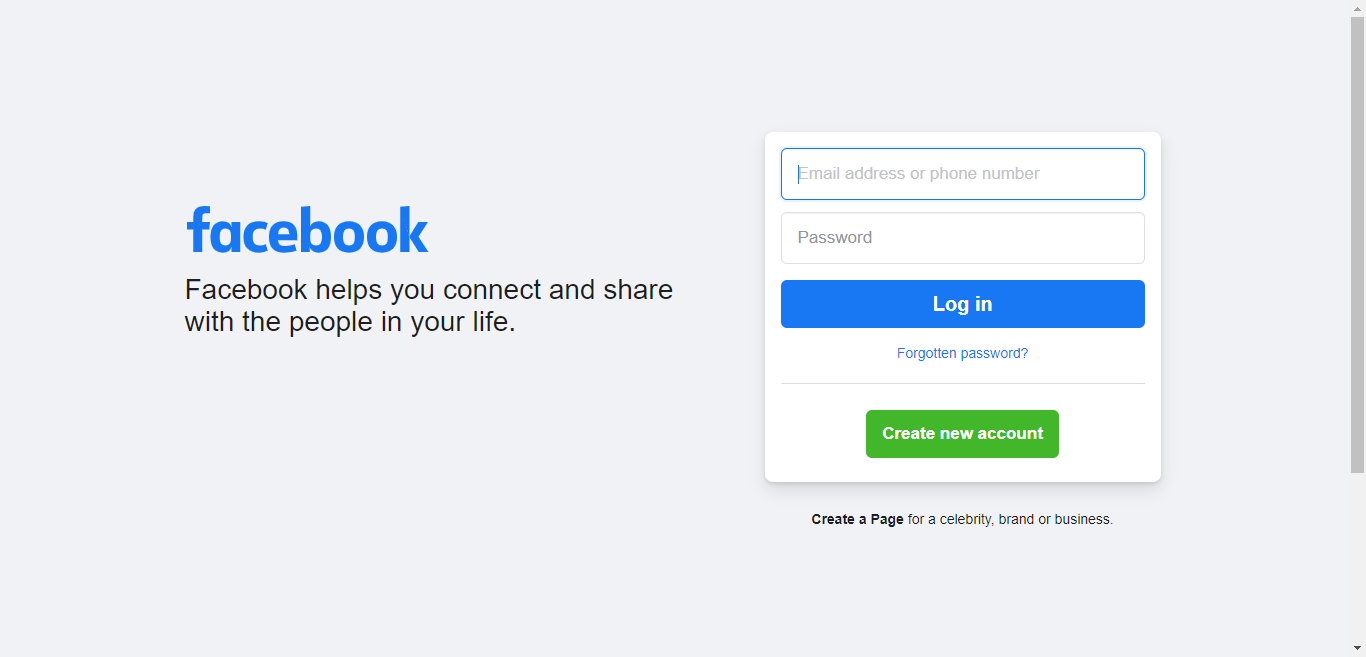 facebook
Facebook helps you connect and share
with the people in your life.
Email address or phone number
Password
Log in
Forgotten password?
Create new account
Create a Page for a celebrity, brand or business.